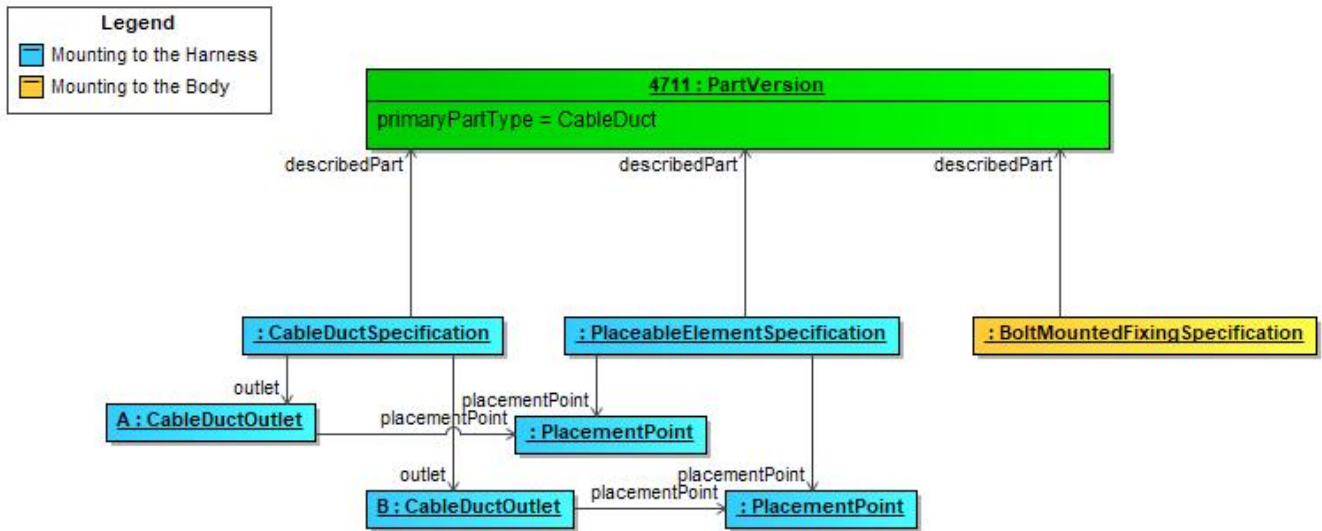 Legend
Mounting to the Harness
Mounting to the Body
4711 : PartVersion
primaryPartType = CableDuct
describedPart describedPart describedPart
: CableDuctSpecification : PlaceableElementSpecification : BoltMountedFixingSpecification
outlet placementPoint
A : CableDuctOutlet placementPoint : PlacementPoint
outlet placementPoint
B : CableDuctOutlet placementPoint : PlacementPoint